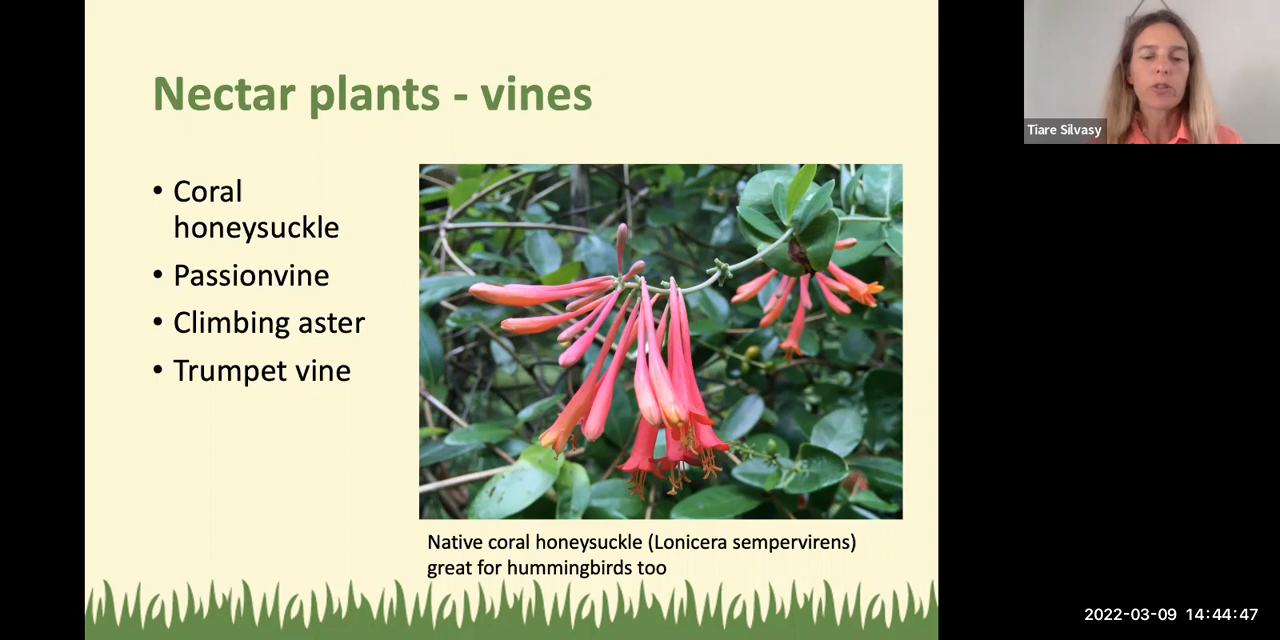 Nectar plants - vines
• Coral
honeysuckle
• Passionvine
• Climbing aster
• Trumpet vine
Native coral honeysuckle (Lonicera sempervirens)
great for hummingbirds too
Tiare Silvasy
2022-03-09 14:44:47